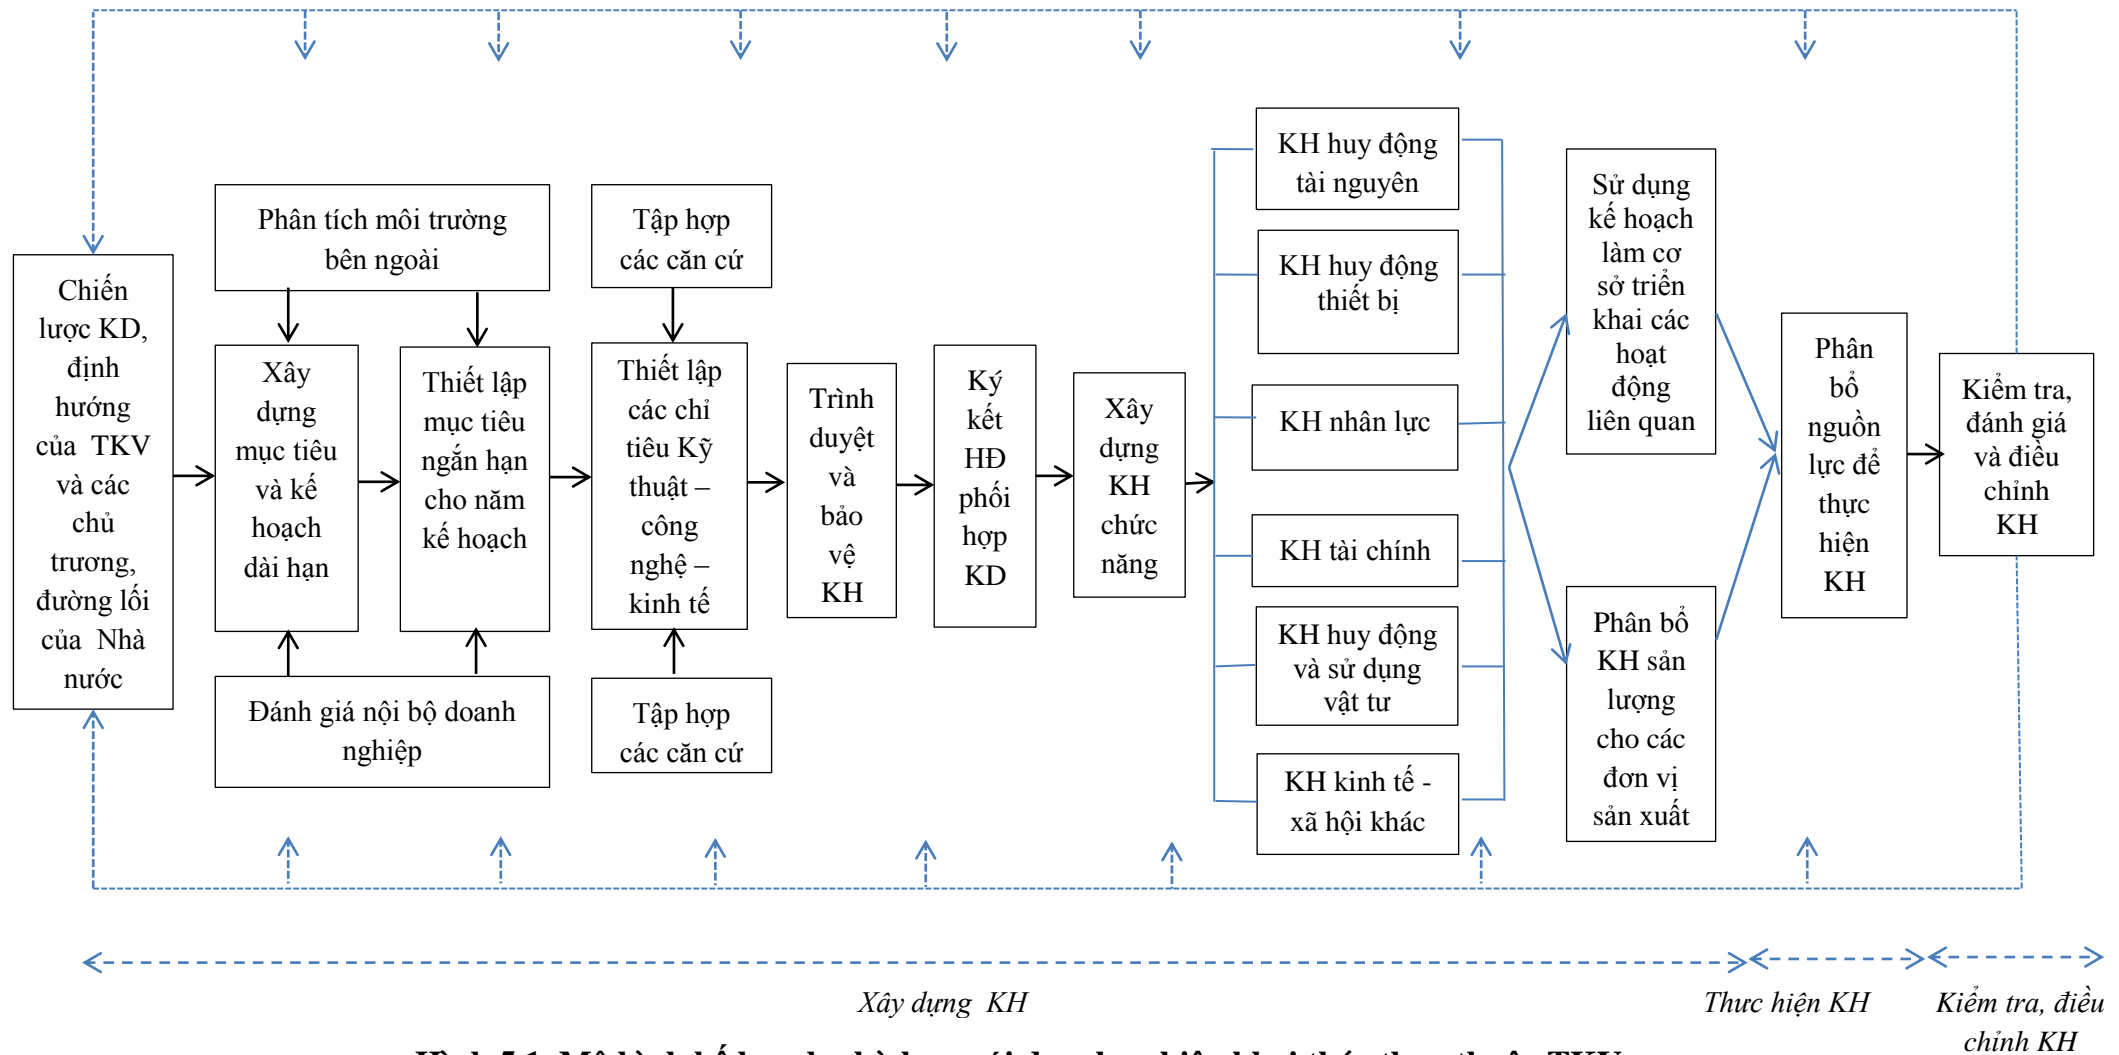 Chiến
lược KD,
định
hướng
của TKV
và các
chủ
trương,
đường lối
của Nhà
nước
Phân tích môi trường
bên ngoài
Xây
dựng
mục tiêu
và kế
hoạch
dài hạn
Thiết lập
mục tiêu
ngắn hạn
cho năm
kế hoạch
Đánh giá nội bộ doanh
nghiệp
Tập hợp
các căn cứ
Thiết lập
các chỉ
tiêu Kỹ
thuật –
công
nghệ –
kinh tế
Tập hợp
các căn cứ
Trình
duyệt
và
bảo
vệ
KH
Ký
kết
HĐ
phối
hợp
KD
Xây
dựng
KH
chức
năng
KH huy động
tài nguyên
KH huy động
thiết bị
KH nhân lực
KH tài chính
KH huy động
và sử dụng
vật tư
KH kinh tế -
xã hội khác
Sử dụng
kế hoạch
làm cơ
sở triển
khai các
hoạt
động
liên quan
Phân bổ
KH sản
lượng
cho các
đơn vị
sản xuất
Phân
bổ
nguồn
lực để
thực
hiện
KH
Kiểm tra,
đánh giá
và điều
chỉnh
KH
Xây dựng KH
Thưc hiện KH
Kiểm tra, điều
chỉnh KH